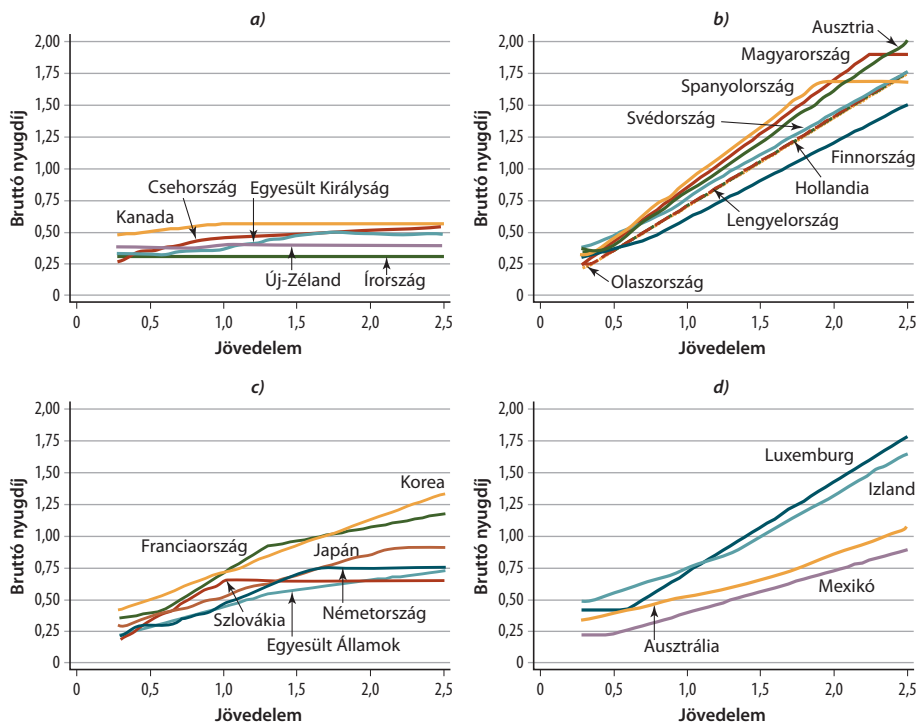 a)
Bruttó nyugdíj
2,00
1,75
1,50
1,25
1,00
0,75
0,50
0,25
0
Csehország
Egyesült Királyság
Kanada
Új-Zéland
Írország
0
0,5
1,0
1,5
2,0
2,5
Jövedelem
b)
Bruttó nyugdíj
2,00
1,75
1,50
1,25
1,00
0,75
0,50
0,25
0
Ausztria
Magyarország
Spanyolország
Svédország
Finnország
Hollandia
Lengyelország
Olaszország
0
0,5
1,0
1,5
2,0
2,5
Jövedelem
c)
Bruttó nyugdíj
2,00
1,75
1,50
1,25
1,00
0,75
0,50
0,25
0
Korea
Franciaország
Japán
Szlovákia
Németország
Egyesült Államok
0
0,5
1,0
1,5
2,0
2,5
Jövedelem
d)
Bruttó nyugdíj
2,00
1,75
1,50
1,25
1,00
0,75
0,50
0,25
0
Luxemburg
Izland
Mexikó
Ausztrália
0
0,5
1,0
1,5
2,0
2,5
Jövedelem